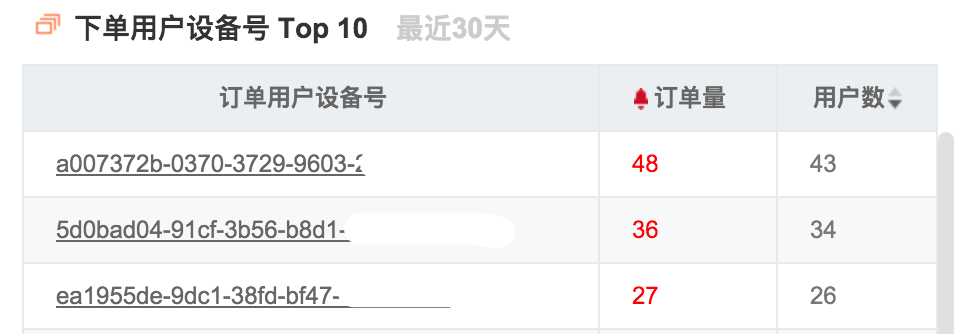 下单用户设备号 Top 10 最近30天
订单用户设备号 订单量 用户数
a007372b-0370-3729-9603- 48 43
5d0bad04-91cf-3b56-b8d1- 36 34
ea1955de-9dc1-38fd-bf47- 27 26